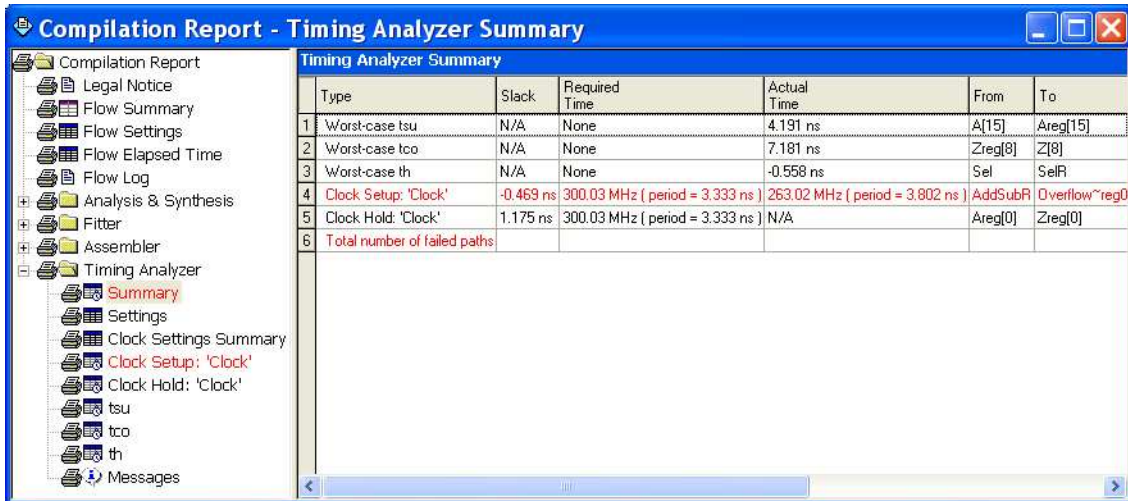 Compilation Report - Timing Analyzer Summary
Compilation Report
Legal Notice
Flow Summary
Flow Settings
Flow Elapsed Time
Flow Log
Analysis & Synthesis
Fitter
Assembler
Timing Analyzer
Summary
Settings
Clock Settings Summary
Clock Setup: 'Clock'
Clock Hold: 'Clock'
tsu
tco
th
Messages
Timing Analyzer Summary
Type Slack Required Time Actual Time From To
1 Worst-case tsu N/A None 4.191 ns A[15] Areg[15]
2 Worst-case tco N/A None 7.181 ns Zreg[8] Z[8]
3 Worst-case th N/A None -0.558 ns Sel SelR
4 Clock Setup: 'Clock' -0.469 ns 300.03 MHz ( period = 3.333 ns ) 263.02 MHz ( period = 3.802 ns ) AddSubR Overflow~reg0
5 Clock Hold: 'Clock' 1.175 ns 300.03 MHz ( period = 3.333 ns ) N/A Areg[0] Zreg[0]
6 Total number of failed paths